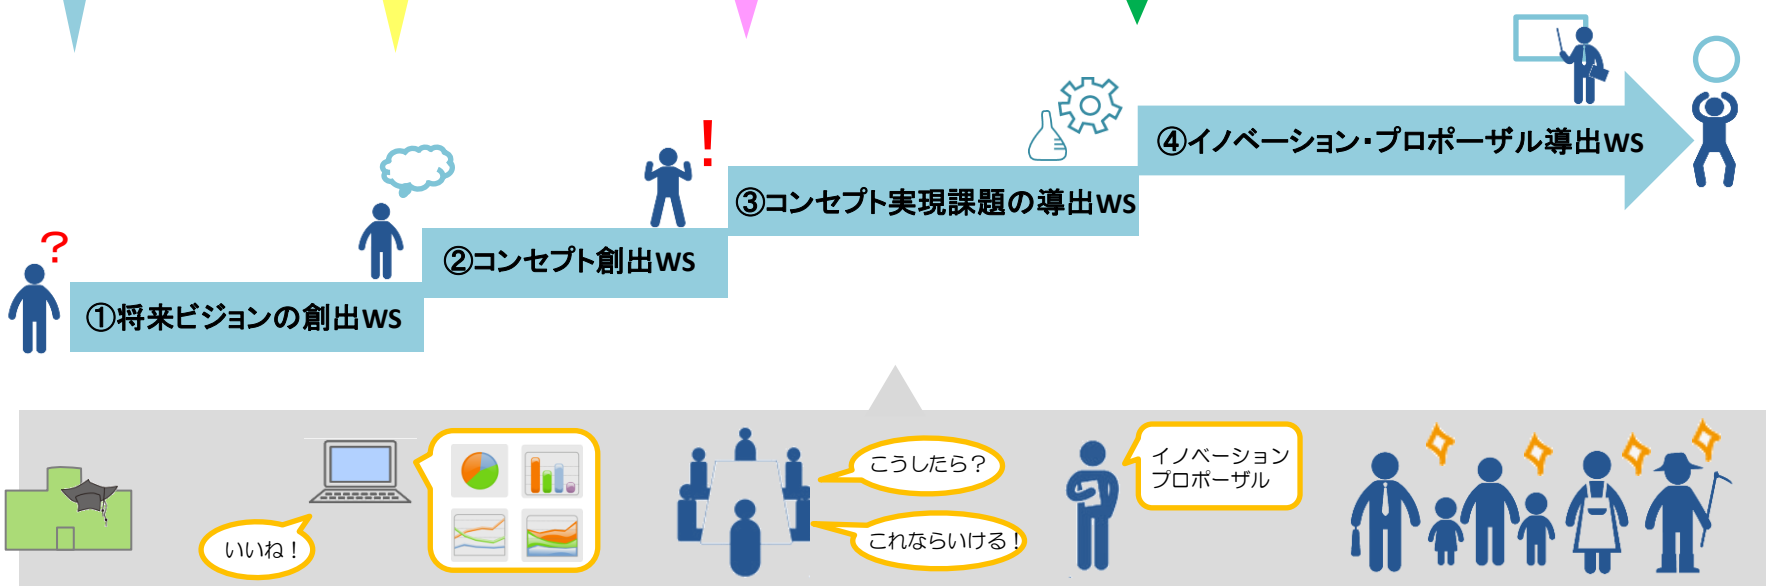 ？
①将来ビジョンの創出WS
②コンセプト創出WS
！
③コンセプト実現課題の導出WS
④イノベーション・プロポーザル導出WS
いいね！
こうしたら？
これならいける！
イノベーション
プロポーザル